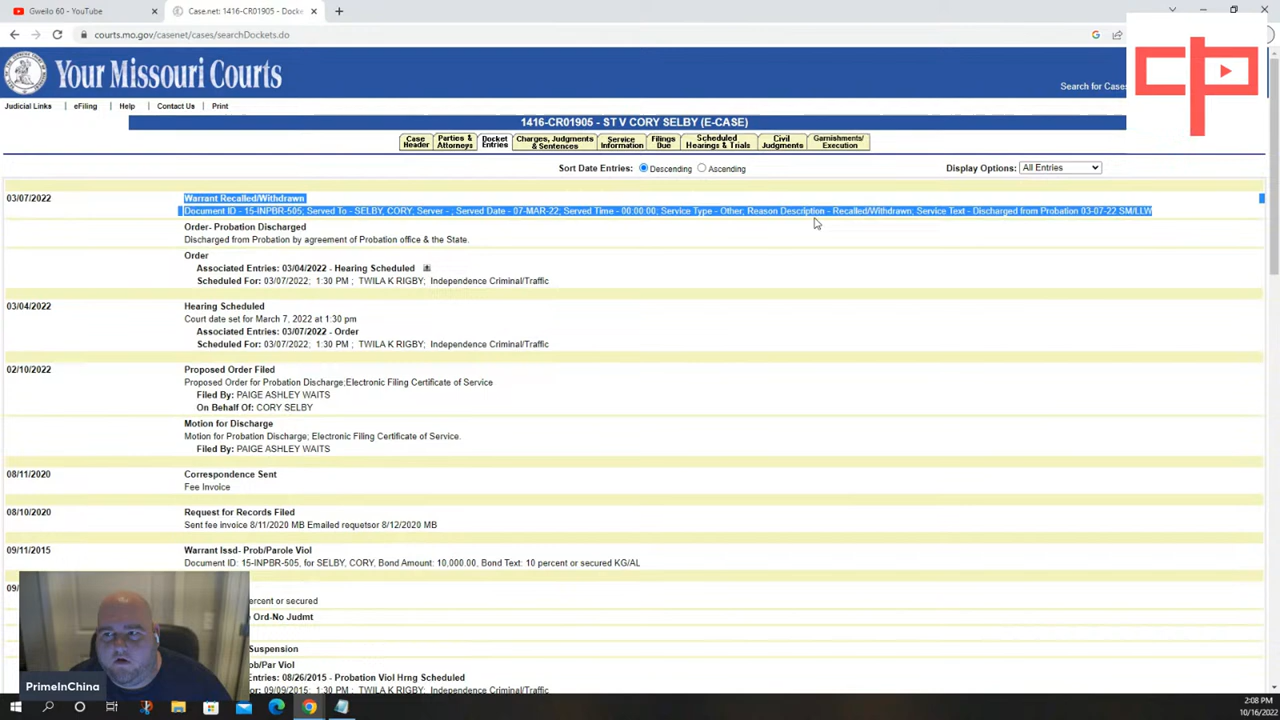 Gweilo 60 - YouTube
Case.net: 1416-CR01905 - Docke
courts.mo.gov/casenet/cases/searchDockets.do
Your Missouri Courts
Search for Cases
Judicial Links | eFiling | Help | Contact Us | Print
1416-CR01905 - ST V CORY SELBY (E-CASE)
Case Header
Parties & Attorneys
Docket Entries
Charges, Judgments & Sentences
Service Information
Filings Due
Scheduled Hearings & Trials
Civil Judgments
Garnishments/ Execution
Sort Date Entries: Descending Ascending
Display Options: All Entries
03/07/2022 Warrant Recalled/Withdrawn
Document ID - 15-INPBR-505; Served To - SELBY, CORY; Server - ; Served Date - 07-MAR-22; Served Time - 00:00:00; Service Type - Other; Reason Description - Recalled/Withdrawn; Service Text - Discharged from Probation 03-07-22 SM/LLW
Order- Probation Discharged
Discharged from Probation by agreement of Probation office & the State.
Order
Associated Entries: 03/04/2022 - Hearing Scheduled
Scheduled For: 03/07/2022; 1:30 PM ; TWILA K RIGBY; Independence Criminal/Traffic
03/04/2022 Hearing Scheduled
Court date set for March 7, 2022 at 1:30 pm
Associated Entries: 03/07/2022 - Order
Scheduled For: 03/07/2022; 1:30 PM ; TWILA K RIGBY; Independence Criminal/Traffic
02/10/2022 Proposed Order Filed
Proposed Order for Probation Discharge;Electronic Filing Certificate of Service
Filed By: PAIGE ASHLEY WAITS
On Behalf Of: CORY SELBY
Motion for Discharge
Motion for Probation Discharge; Electronic Filing Certificate of Service.
Filed By: PAIGE ASHLEY WAITS
08/11/2020 Correspondence Sent
Fee Invoice
08/10/2020 Request for Records Filed
Sent fee invoice 8/11/2020 MB Emailed requetsor 8/12/2020 MB
09/11/2015 Warrant Issd- Prob/Parole Viol
Document ID: 15-INPBR-505, for SELBY, CORY, Bond Amount: 10,000.00, Bond Text: 10 percent or secured KG/AL
09/
ercent or secured
Ord-No Judmt
Suspension
ob/Par Viol
Entries: 08/26/2015 - Probation Viol Hrng Scheduled
or: 09/09/2015; 1:30 PM ; TWILA K RIGBY; Independence Criminal/Traffic
PrimeInChina
2:08 PM
10/16/2022